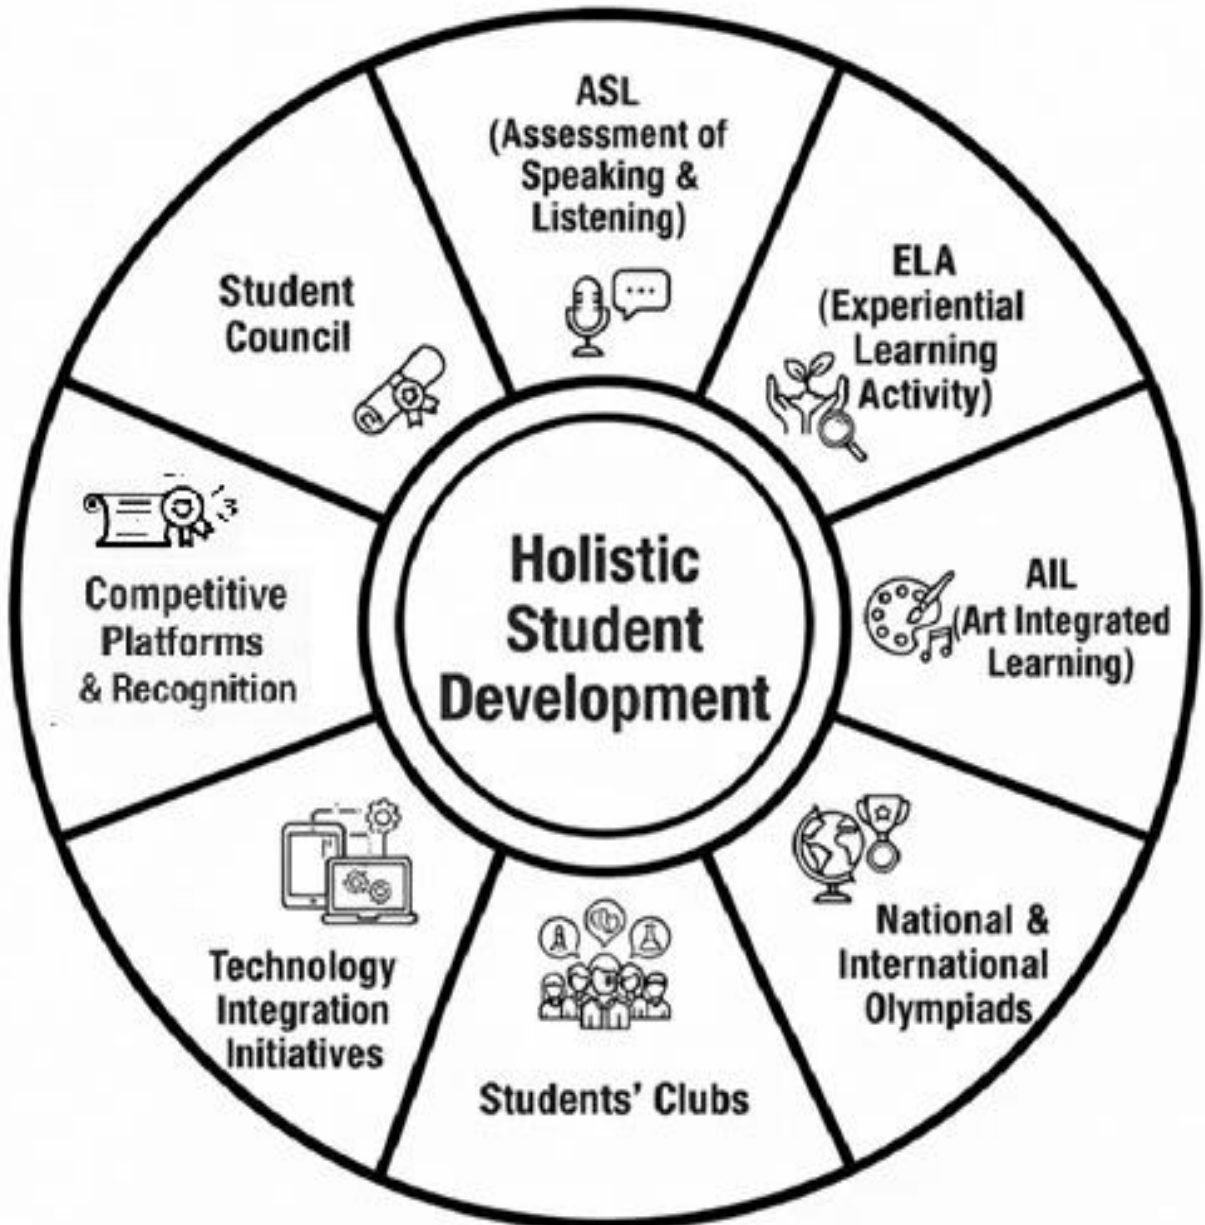 ASL
(Assessment of
Speaking &
Listening)
ELA
(Experiential
Learning
Activity)
AIL
(Art Integrated
Learning)
National &
International
Olympiads
Students' Clubs
Technology
Integration
Initiatives
Competitive
Platforms
& Recognition
Student
Council
Holistic
Student
Development